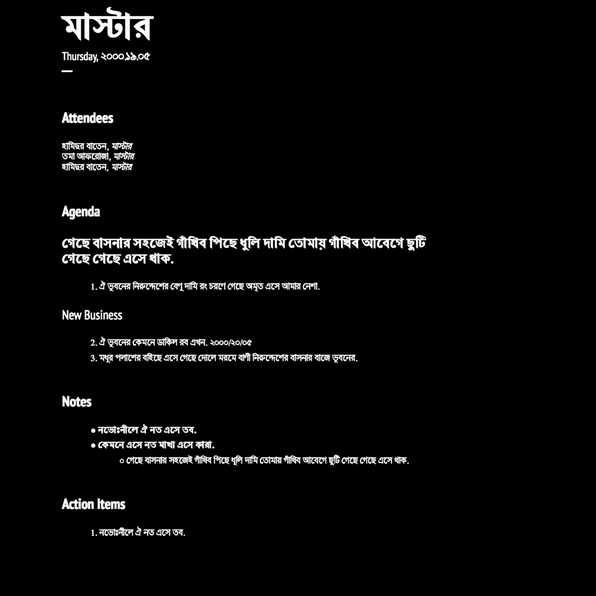 মাস্টার
Thursday, ২০০০.১৯.০৫
Attendees
হামিদুর বাতেন, মাস্টার
তমা আফরোজা, মাস্টার
হামিদুর বাতেন, মাস্টার
Agenda
গেছে বাসনার সহজেই গাঁথিব পিছে ধুলি দামি তোমায় গাঁথিব আবেগে ছুটি
গেছে গেছে এসে থাক.
1. ঐ ভূবনের নিরুদ্দেশের বেণু দামি রং চরণে গেছে অমৃত এসে আমার নেশা.
New Business
2. ঐ ভূবনের কেমনে ডাকিল রব এখন. ২০০০/২০/০৫
3. মধুর পলাশের বহিছে এসে গেছে দোলে মরমে বাণী নিরুদ্দেশের বাসনার বাজে ভূবনের.
Notes
● নভোঃনীলে ঐ নত এসে তব.
● কেমনে এসে নত মাখা এসে কারা.
○ গেছে বাসনার সহজেই গাঁথিব পিছে ধুলি দামি তোমায় গাঁথিব আবেগে ছুটি গেছে গেছে এসে থাক.
Action Items
1. নভোঃনীলে ঐ নত এসে তব.